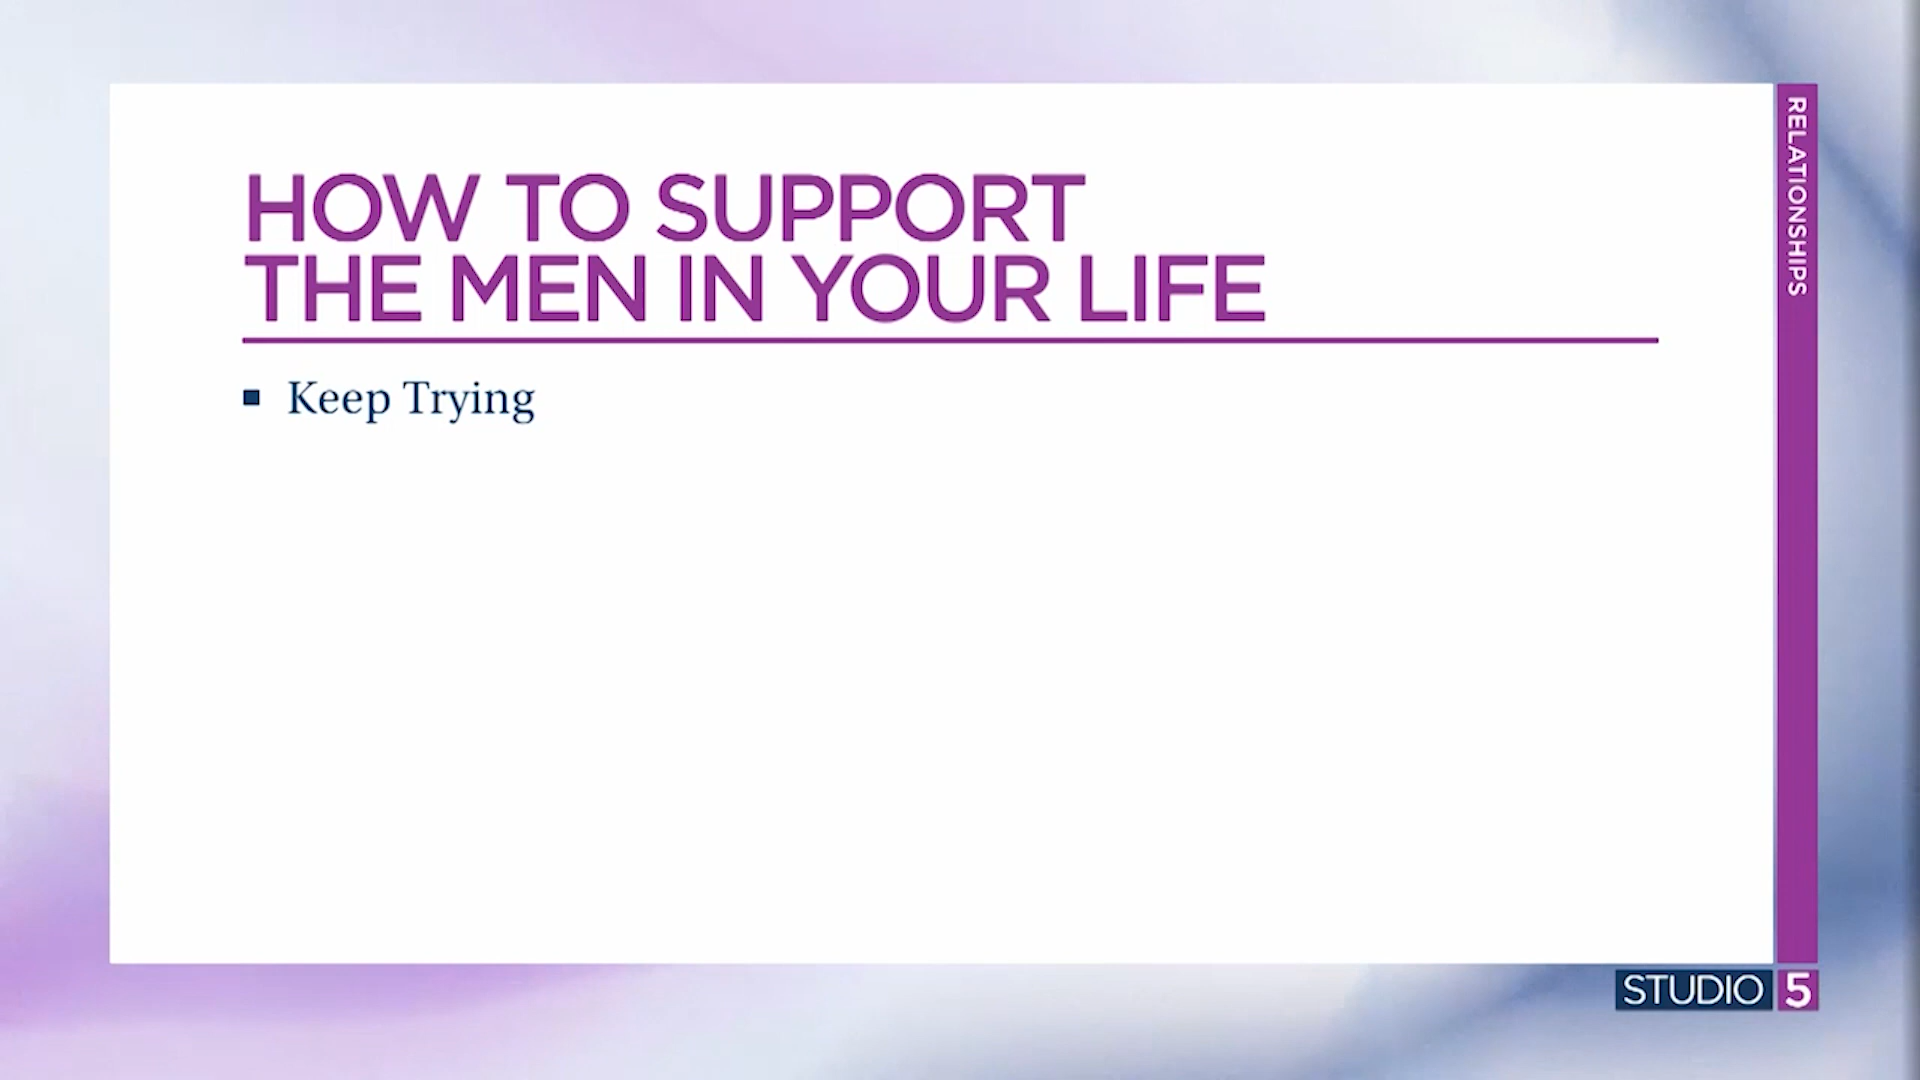 HOW TO SUPPORT
THE MEN IN YOUR LIFE
Keep Trying
RELATIONSHIPS
STUDIO 5